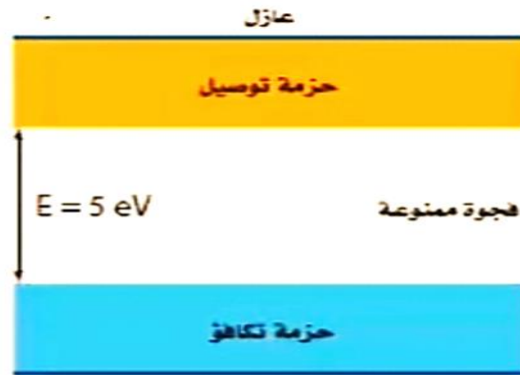 عازل
حزمة توصيل
E = 5 eV
فجوة ممنوعة
حزمة تكافؤ